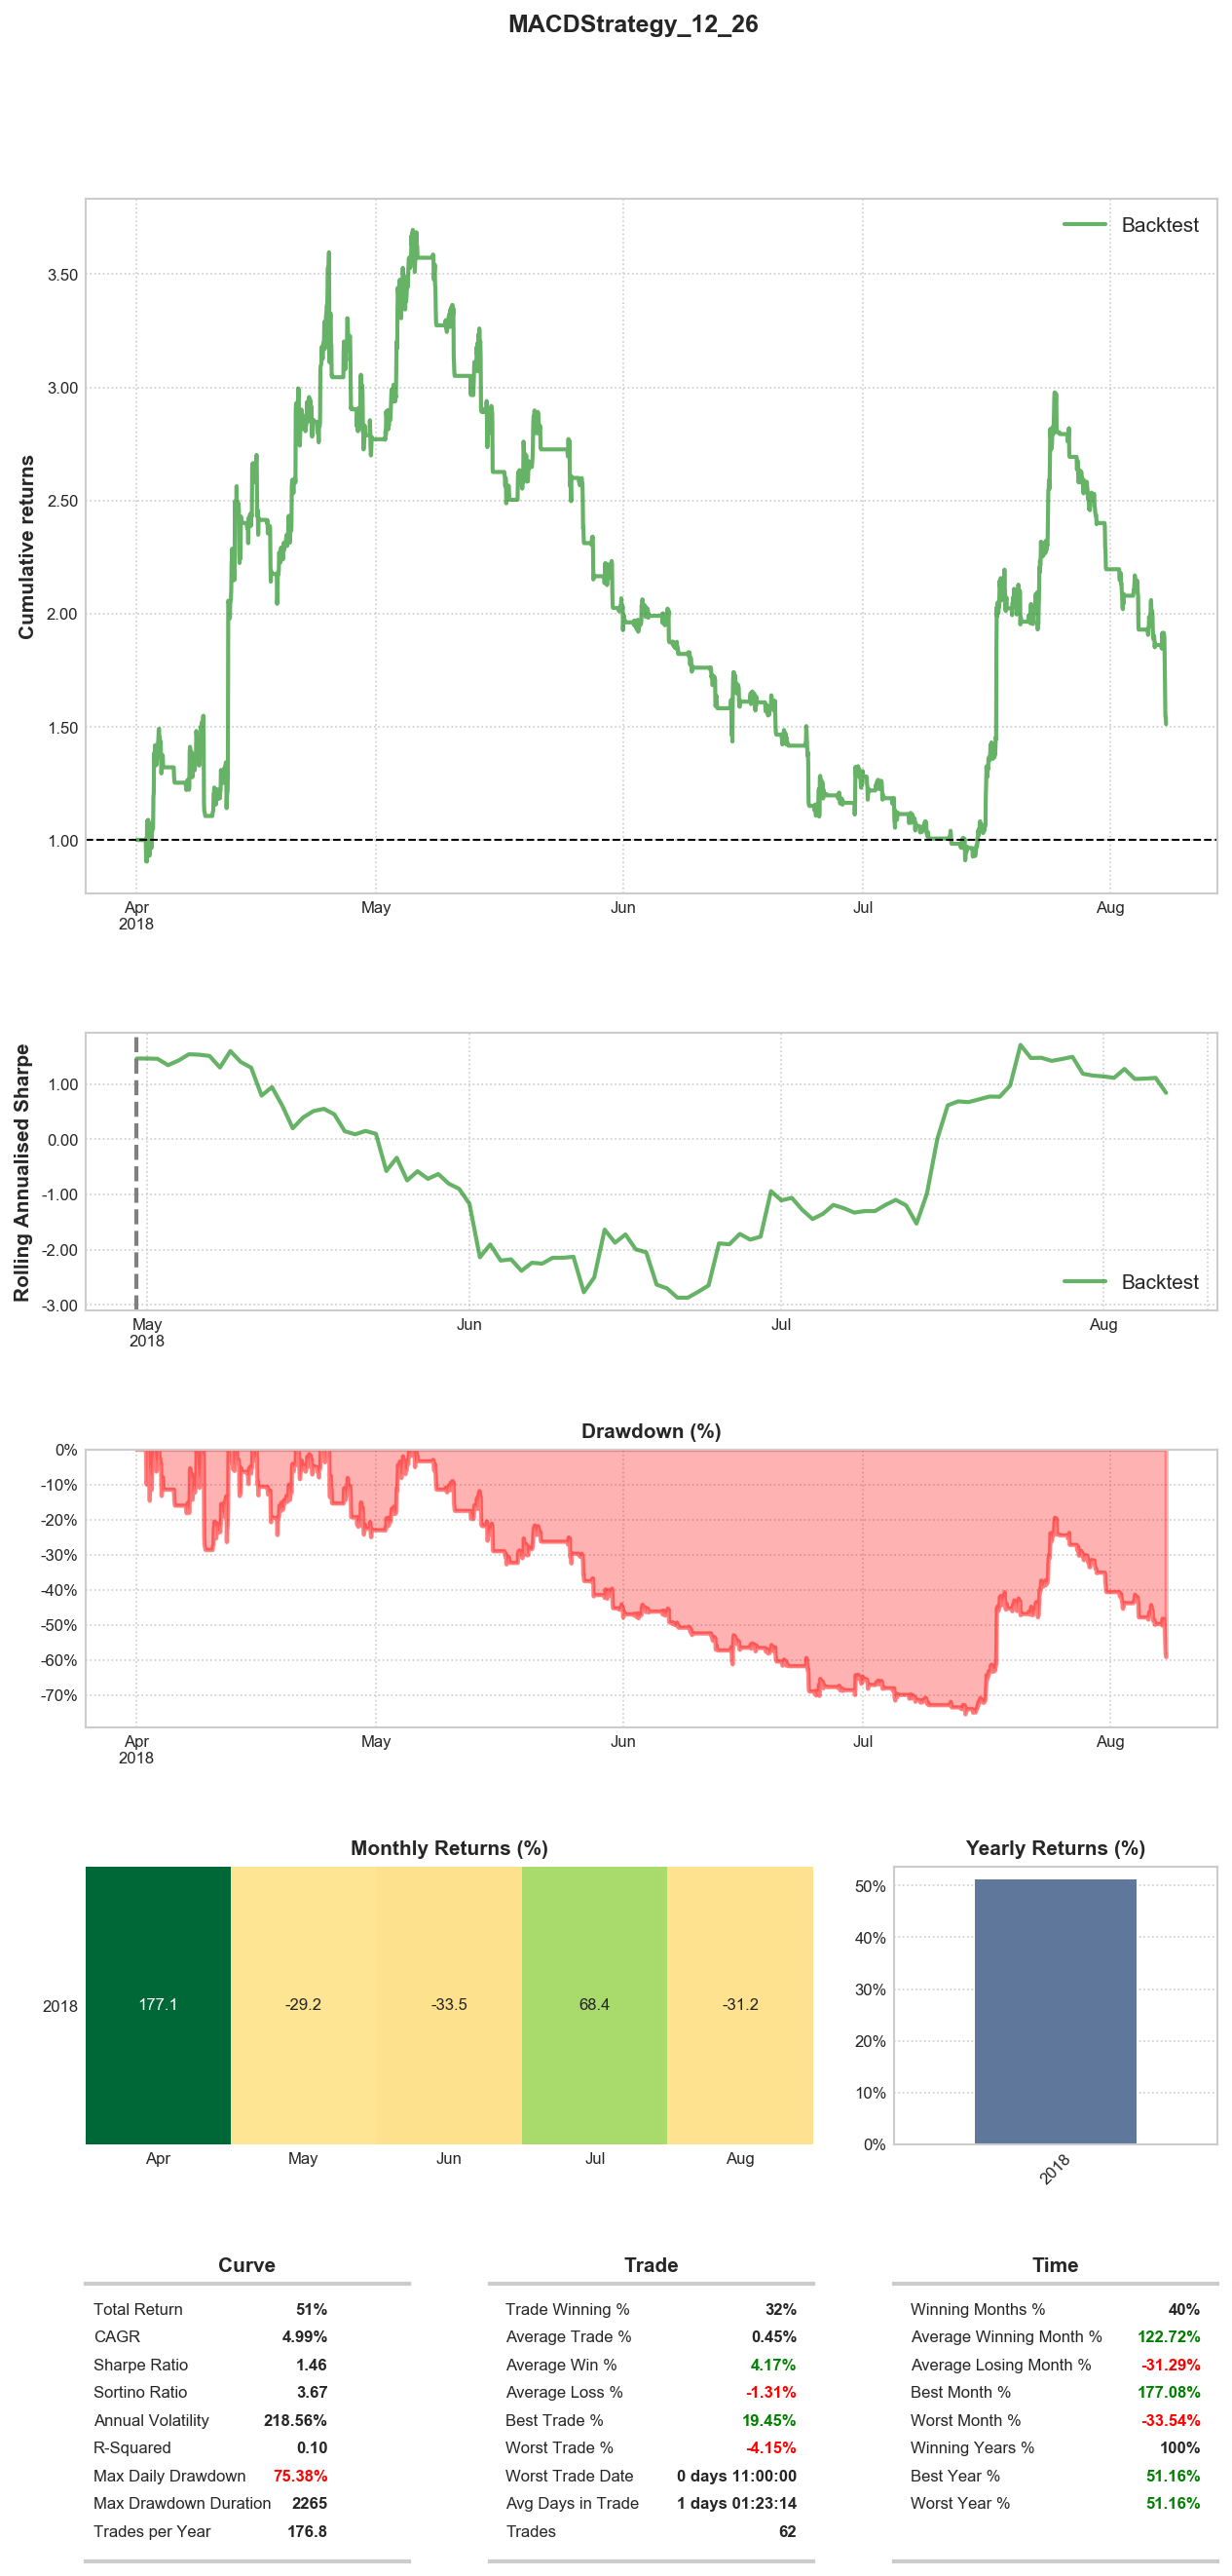 MACDStrategy_12_26
Backtest
Cumulative returns
3.50
3.00
2.50
2.00
1.50
1.00
Apr May Jun Jul Aug
2018
Rolling Annualised Sharpe
1.00
0.00
-1.00
-2.00
-3.00
Backtest
May Jun Jul Aug
2018
Drawdown (%)
0%
-10%
-20%
-30%
-40%
-50%
-60%
-70%
Apr May Jun Jul Aug
2018
Monthly Returns (%)
2018 177.1 -29.2 -33.5 68.4 -31.2
Apr May Jun Jul Aug
Yearly Returns (%)
50%
40%
30%
20%
10%
0%
2018
Curve
Total Return 51%
CAGR 4.99%
Sharpe Ratio 1.46
Sortino Ratio 3.67
Annual Volatility 218.56%
R-Squared 0.10
Max Daily Drawdown 75.38%
Max Drawdown Duration 2265
Trades per Year 176.8
Trade
Trade Winning % 32%
Average Trade % 0.45%
Average Win % 4.17%
Average Loss % -1.31%
Best Trade % 19.45%
Worst Trade % -4.15%
Worst Trade Date 0 days 11:00:00
Avg Days in Trade 1 days 01:23:14
Trades 62
Time
Winning Months % 40%
Average Winning Month % 122.72%
Average Losing Month % -31.29%
Best Month % 177.08%
Worst Month % -33.54%
Winning Years % 100%
Best Year % 51.16%
Worst Year % 51.16%